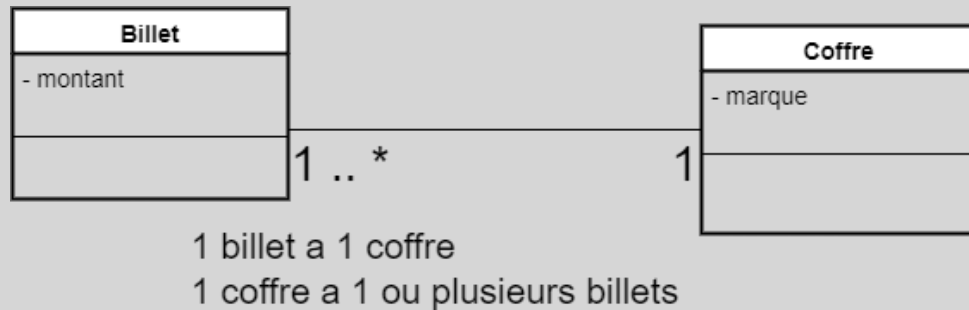 Billet
- montant
Coffre
- marque
1 .. *
1
1 billet a 1 coffre
1 coffre a 1 ou plusieurs billets